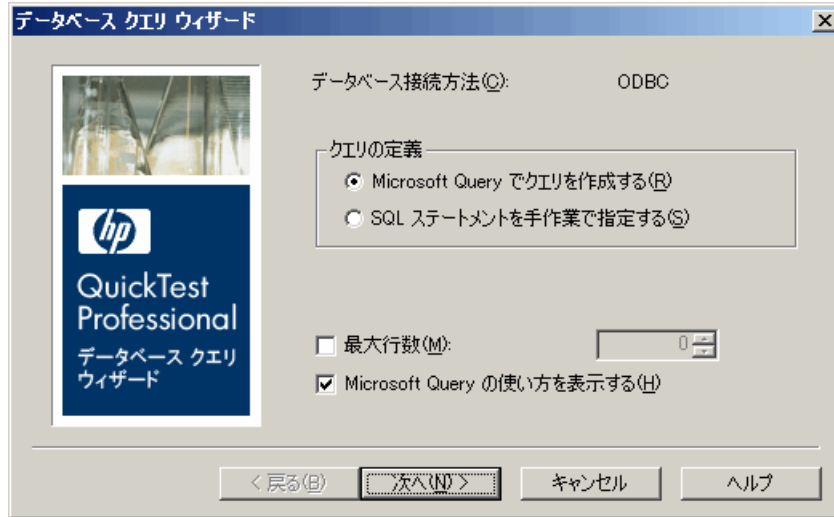 データベース クエリ ウィザード
データベース接続方法(C): ODBC
クエリの定義
Microsoft Query でクエリを作成する(R)
SQL ステートメントを手作業で指定する(S)
hp
QuickTest
Professional
データベース クエリ
ウィザード
最大行数(M): 0
Microsoft Query の使い方を表示する(H)
< 戻る(B) 次へ(N) > キャンセル ヘルプ